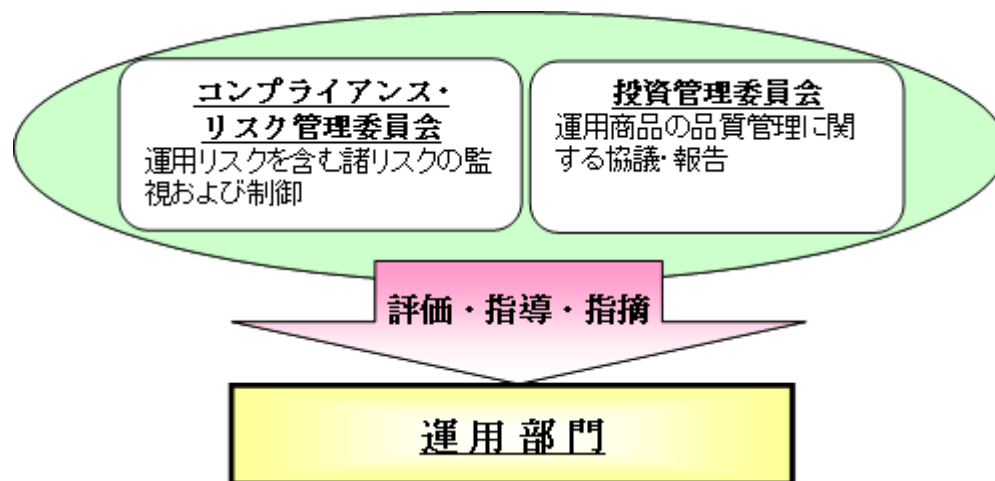 コンプライアンス・
リスク管理委員会
運用リスクを含む諸リスクの監
視および制御
投資管理委員会
運用商品の品質管理に関
する協議・報告
評価・指導・指摘
運用部門